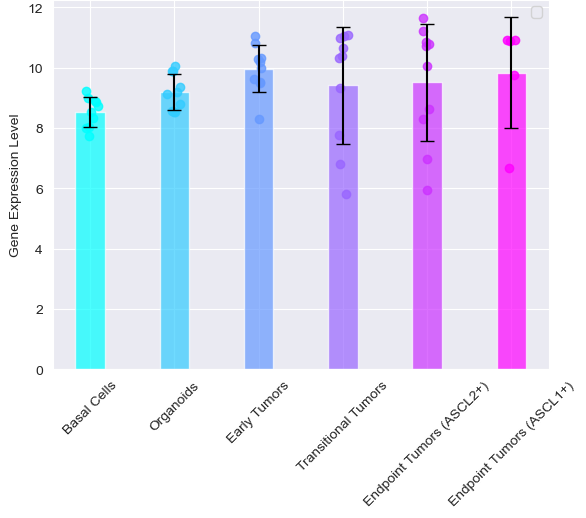 12
10
8
6
4
2
0
Gene Expression Level
Basal Cells
Organoids
Early Tumors
Transitional Tumors
Endpoint Tumors (ASCL2+)
Endpoint Tumors (ASCL1+)